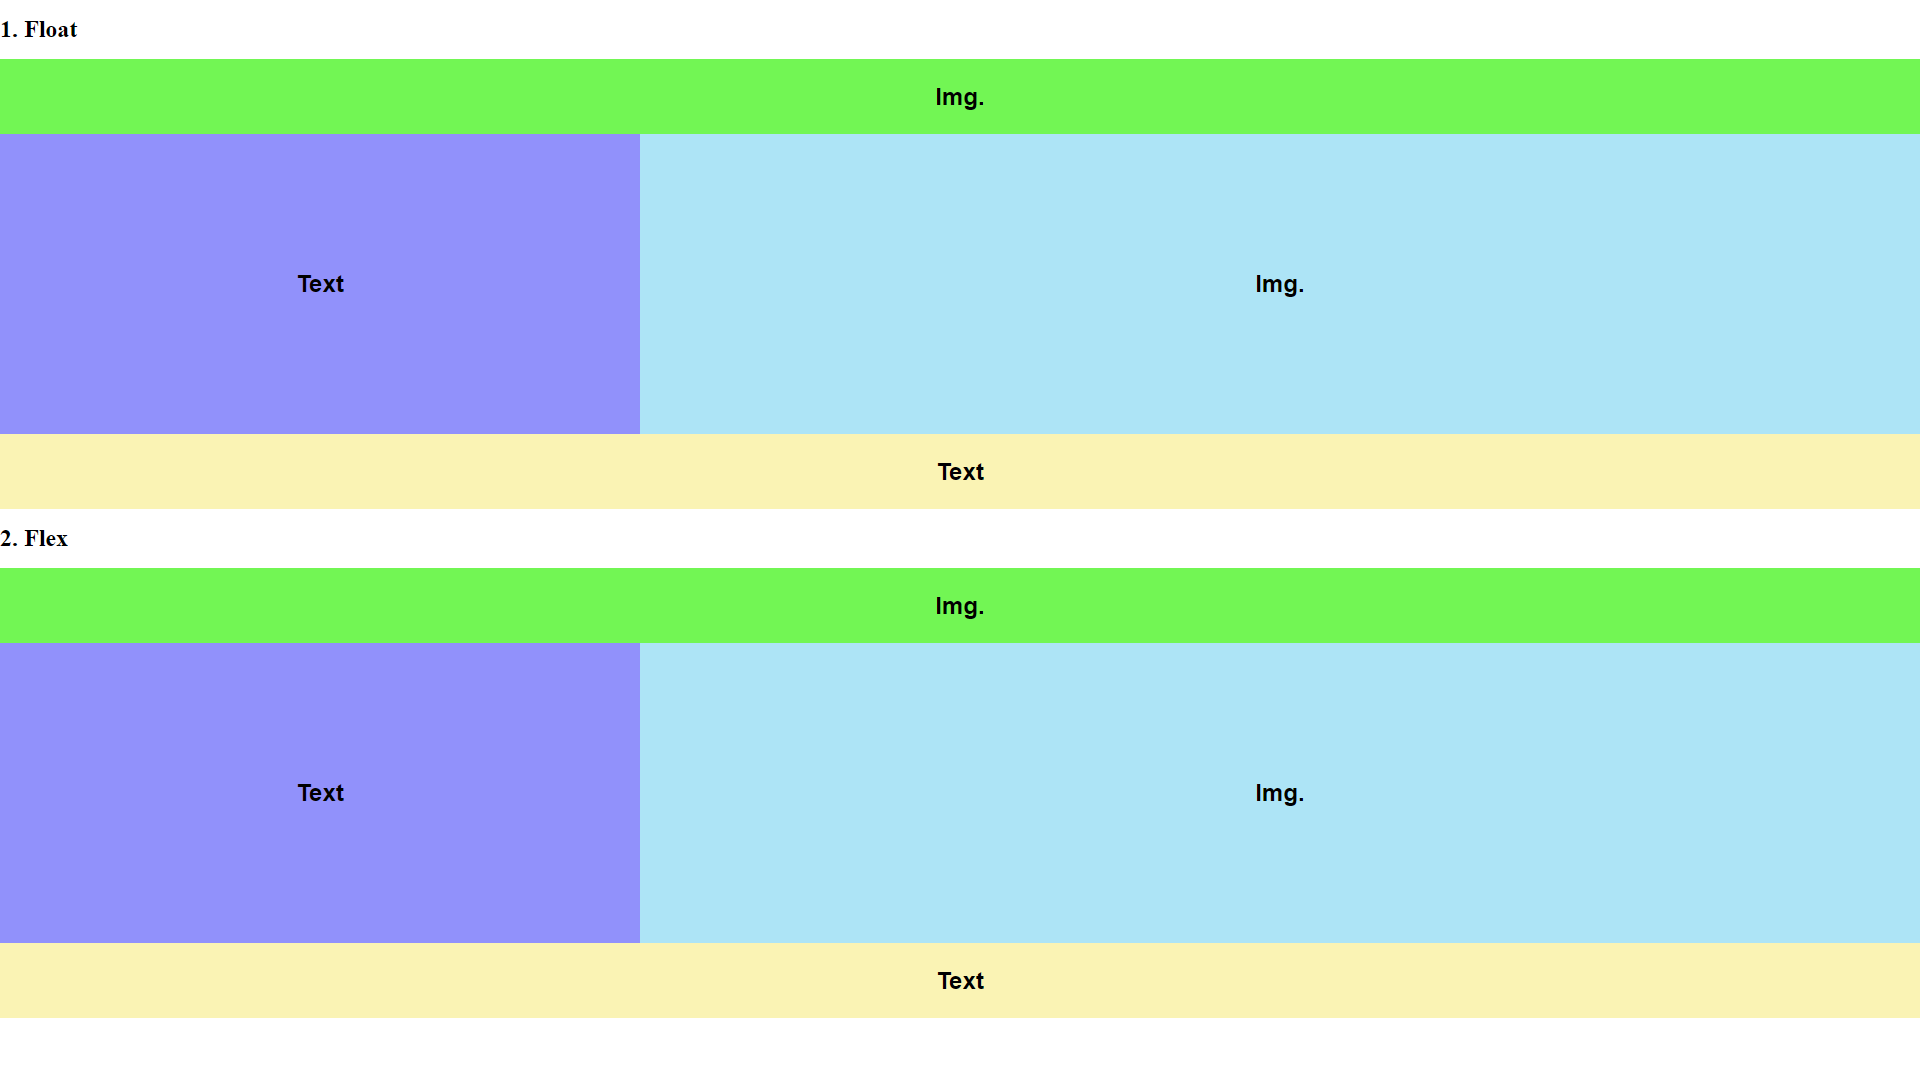 1. Float
Img.
Text
Img.
Text
2. Flex
Img.
Text
Img.
Text